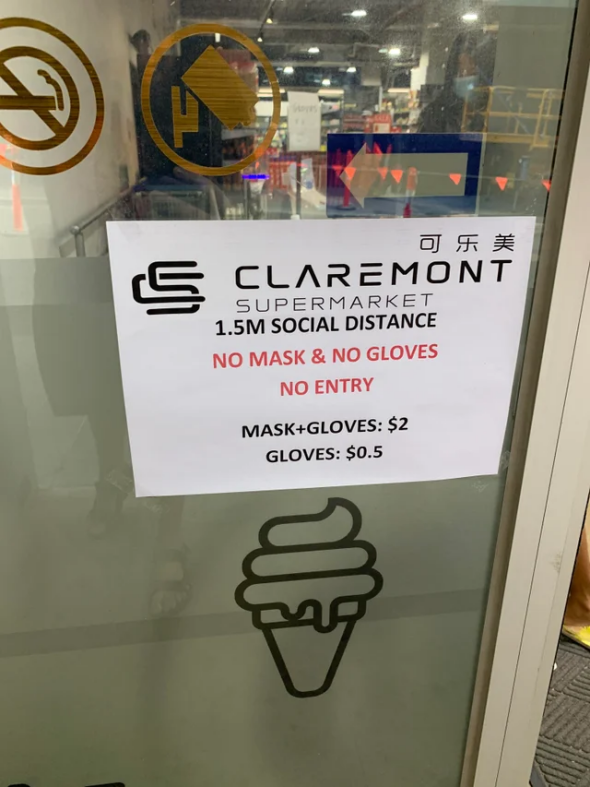 可乐美
CLAREMONT
SUPERMARKET
1.5M SOCIAL DISTANCE
NO MASK & NO GLOVES
NO ENTRY
MASK+GLOVES: $2
GLOVES: $0.5